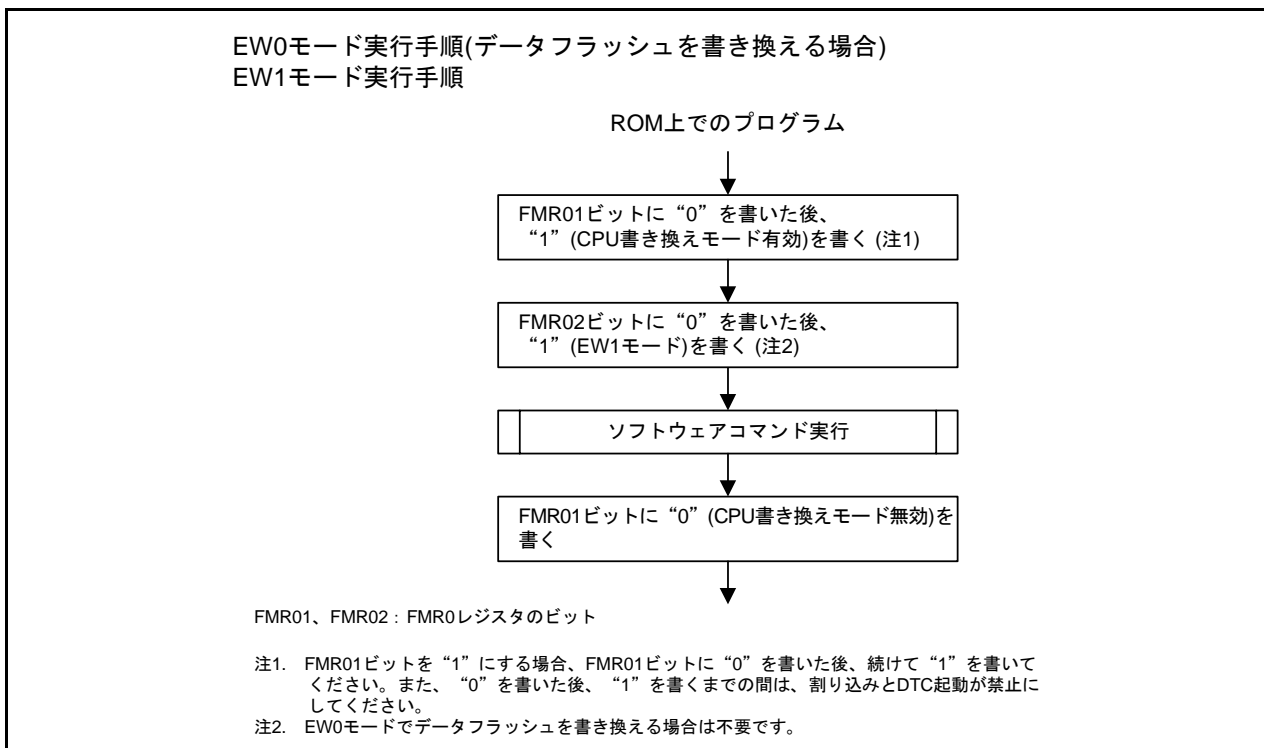 EW0モード実行手順(データフラッシュを書き換える場合)
EW1モード実行手順
ROM上でのプログラム
FMR01ビットに“0”を書いた後、
“1”(CPU書き換えモード有効)を書く (注1)
FMR02ビットに“0”を書いた後、
“1”(EW1モード)を書く (注2)
ソフトウェアコマンド実行
FMR01ビットに“0”(CPU書き換えモード無効)を
書く
FMR01、FMR02：FMR0レジスタのビット
注1. FMR01ビットを“1”にする場合、FMR01ビットに“0”を書いた後、続けて“1”を書いて
ください。また、“0”を書いた後、“1”を書くまでの間は、割り込みとDTC起動が禁止に
してください。
注2. EW0モードでデータフラッシュを書き換える場合は不要です。